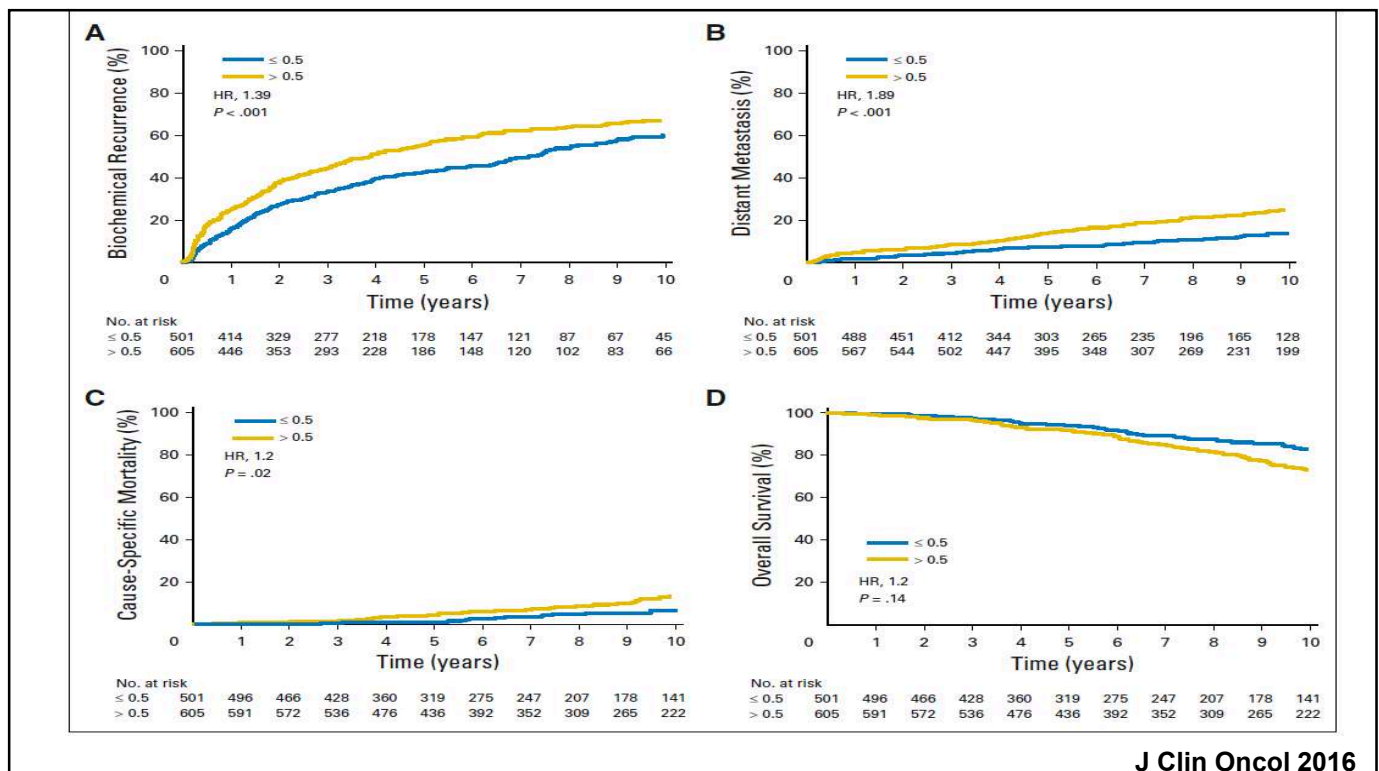 A
Biochemical Recurrence (%)
100
80
60
40
20
0
≤ 0.5
> 0.5
HR, 1.39
P < .001
1 2 3 4 5 6 7 8 9 10
Time (years)
No. at risk
≤ 0.5 501 414 329 277 218 178 147 121 87 67 45
> 0.5 605 446 353 293 228 186 148 120 102 83 66
B
Distant Metastasis (%)
100
80
60
40
20
0
≤ 0.5
> 0.5
HR, 1.89
P < .001
1 2 3 4 5 6 7 8 9 10
Time (years)
No. at risk
≤ 0.5 501 488 451 412 344 303 265 235 196 165 128
> 0.5 605 567 544 502 447 395 348 307 269 231 199
C
Cause-Specific Mortality (%)
100
80
60
40
20
0
≤ 0.5
> 0.5
HR, 1.2
P = .02
1 2 3 4 5 6 7 8 9 10
Time (years)
No. at risk
≤ 0.5 501 496 466 428 360 319 275 247 207 178 141
> 0.5 605 591 572 536 476 436 392 352 309 265 222
D
Overall Survival (%)
100
80
60
40
20
0
≤ 0.5
> 0.5
HR, 1.2
P = .14
1 2 3 4 5 6 7 8 9 10
Time (years)
No. at risk
≤ 0.5 501 496 466 428 360 319 275 247 207 178 141
> 0.5 605 591 572 536 476 436 392 352 309 265 222
J Clin Oncol 2016